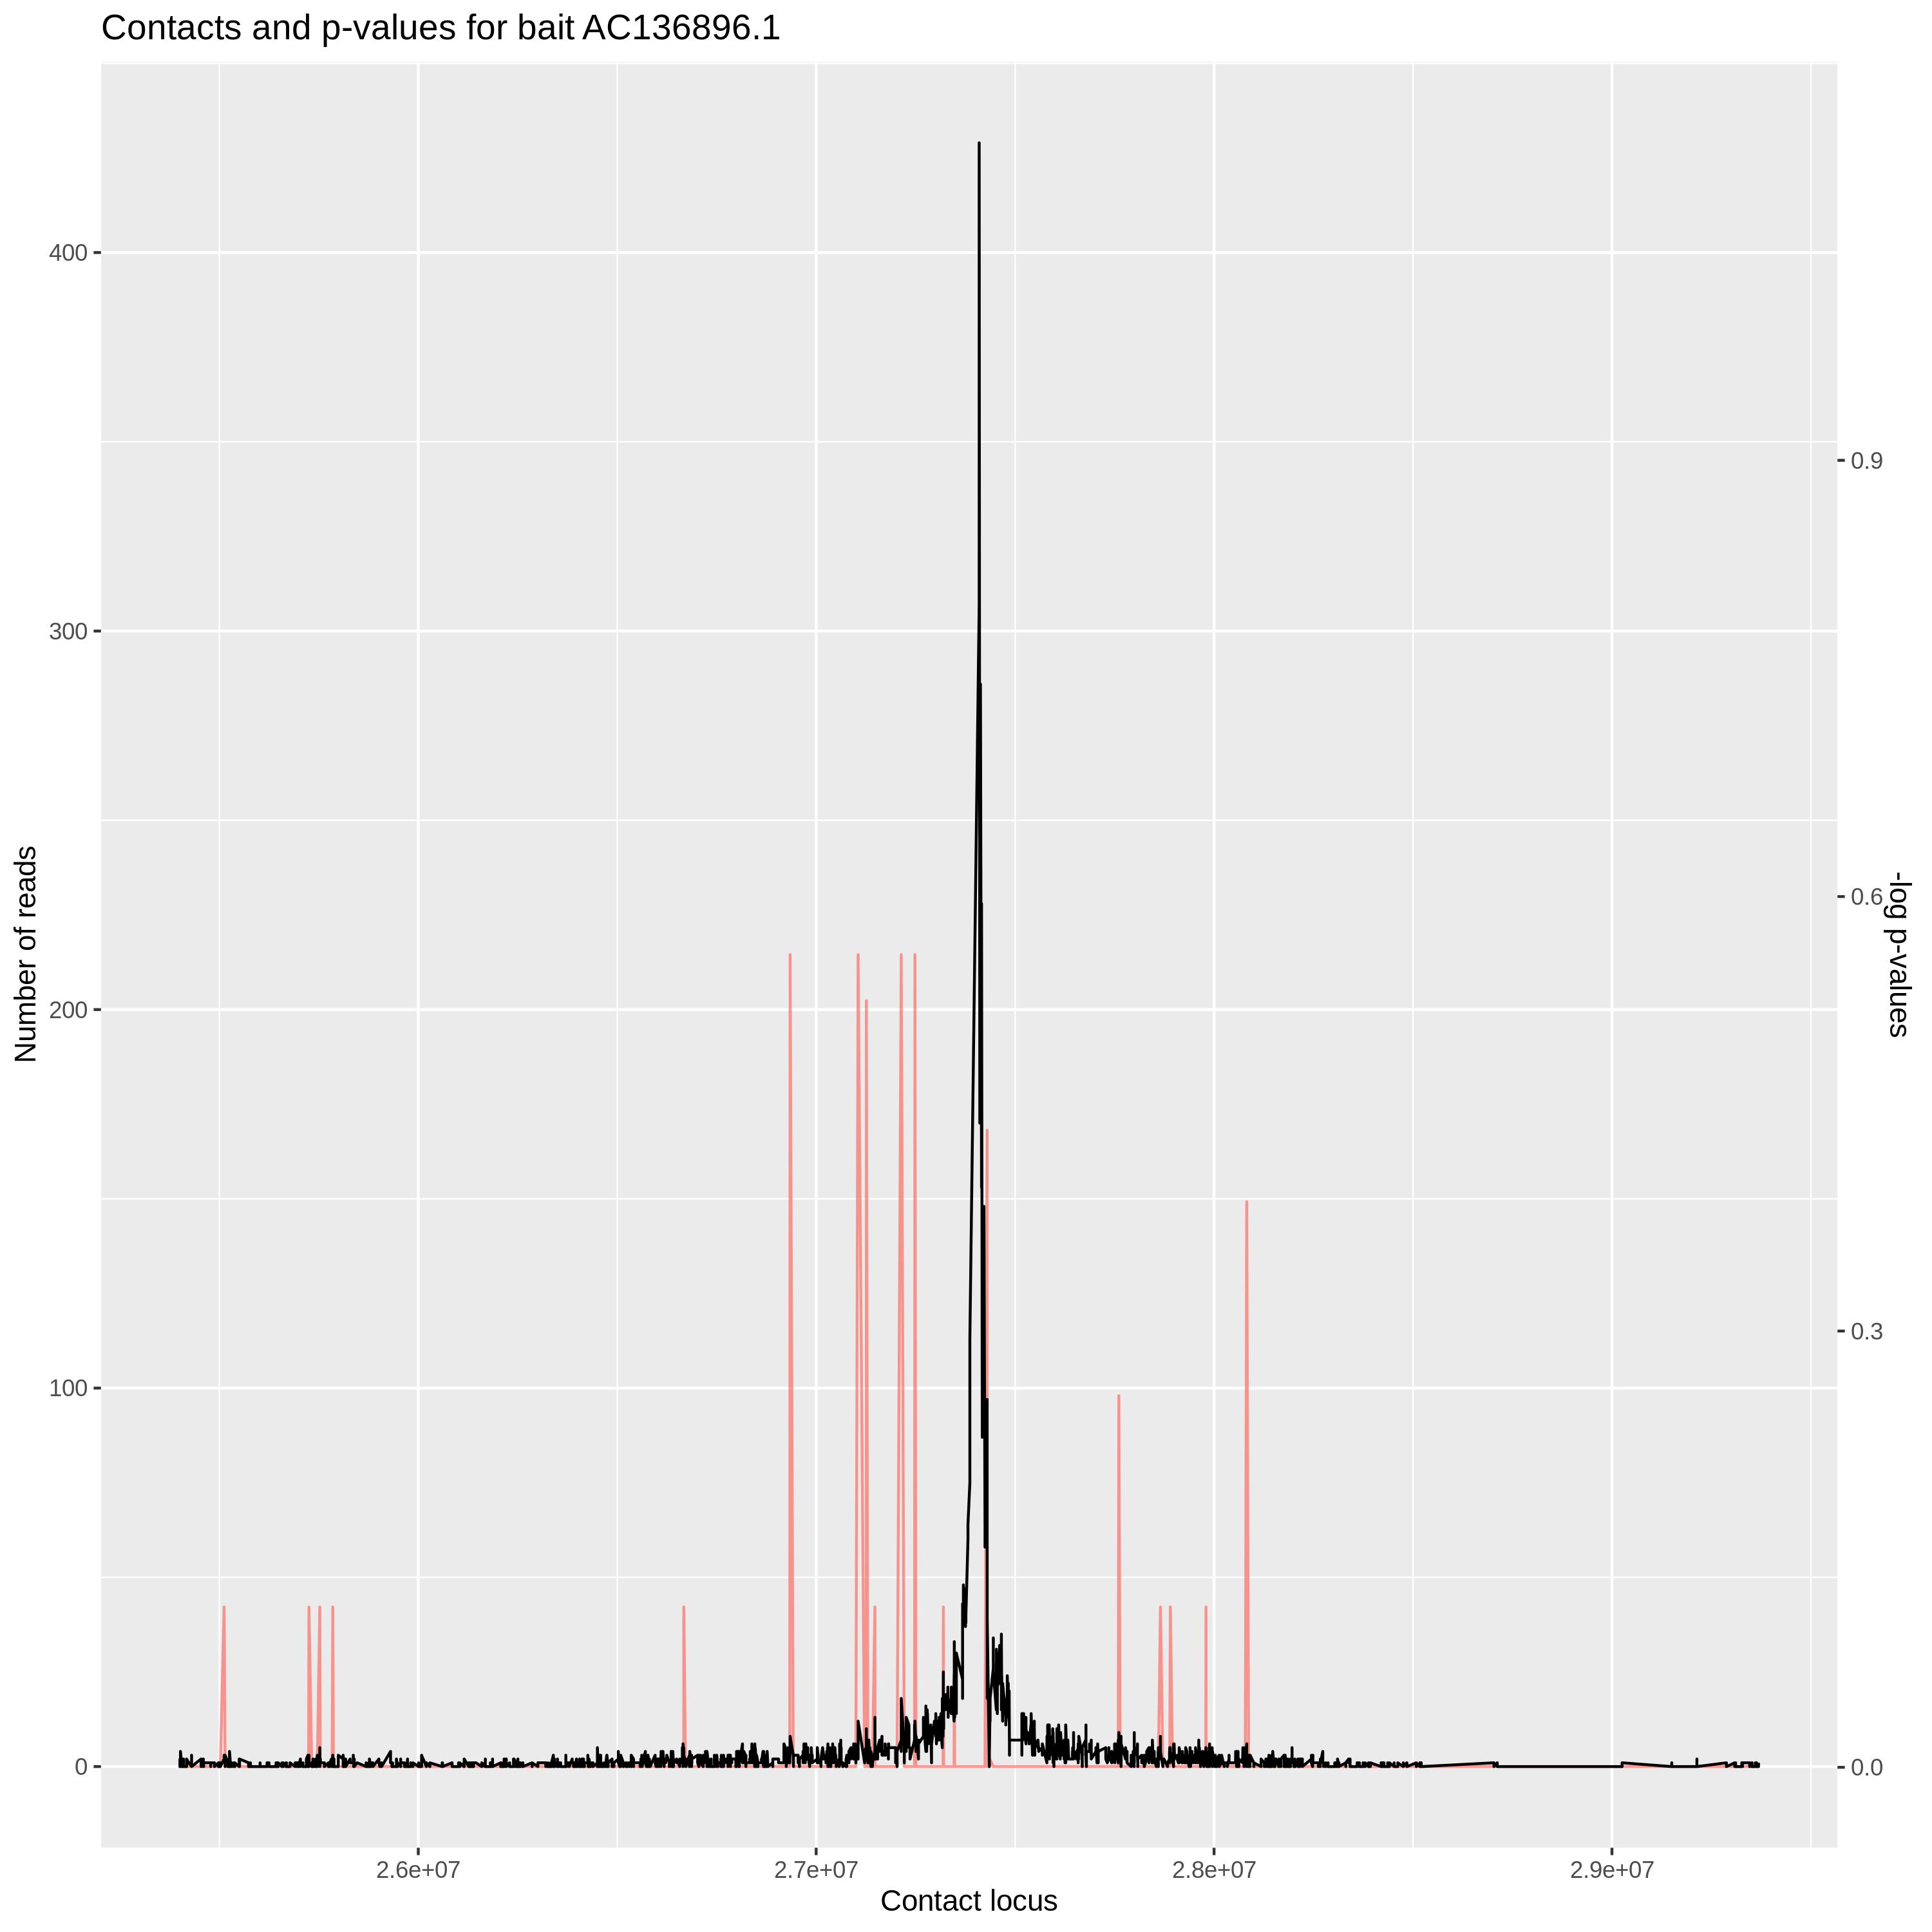 Contacts and p-values for bait AC136896.1
Number of reads
400
300
200
100
0
0.9
0.6
0.3
0.0
-log p-values
2.6e+07 2.7e+07 2.8e+07 2.9e+07
Contact locus